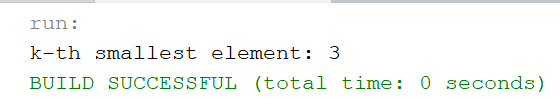 run:
k-th smallest element: 3
BUILD SUCCESSFUL (total time: 0 seconds)